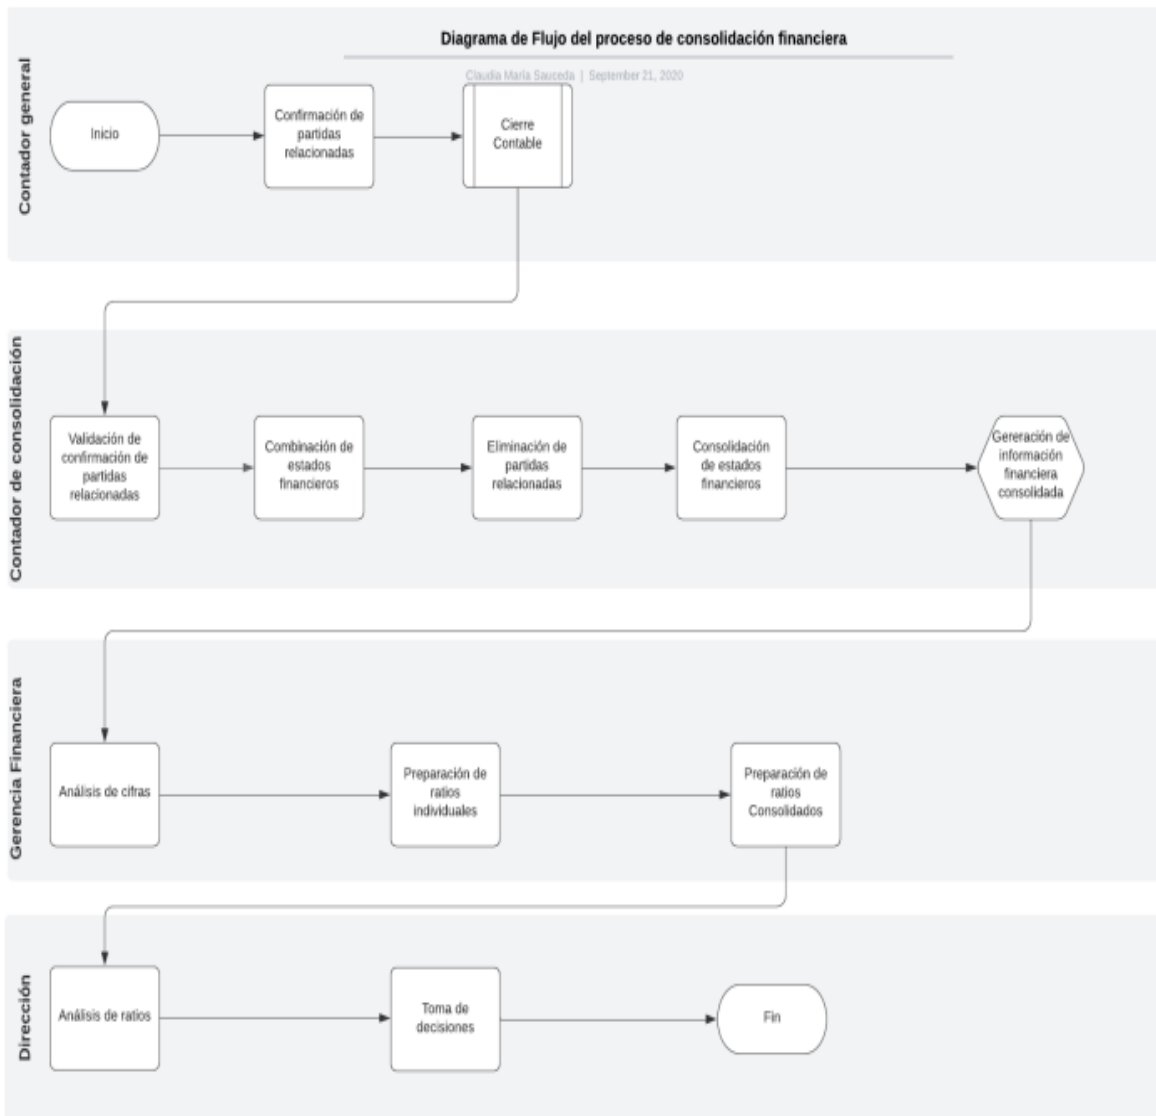 Diagrama de Flujo del proceso de consolidación financiera
Claudia María Sauceda | September 21, 2020
Contador general
Inicio
Confirmación de
partidas
relacionadas
Cierre
Contable
Contador de consolidación
Validación de
confirmación de
partidas
relacionadas
Combinación de
estados
financieros
Eliminación de
partidas
relacionadas
Consolidación
de estados
financieros
Gereración de
información
financiera
consolidada
Gerencia Financiera
Análisis de cifras
Preparación de
ratios
individuales
Preparación de
ratios
Consolidados
Dirección
Análisis de ratios
Toma de
decisiones
Fin